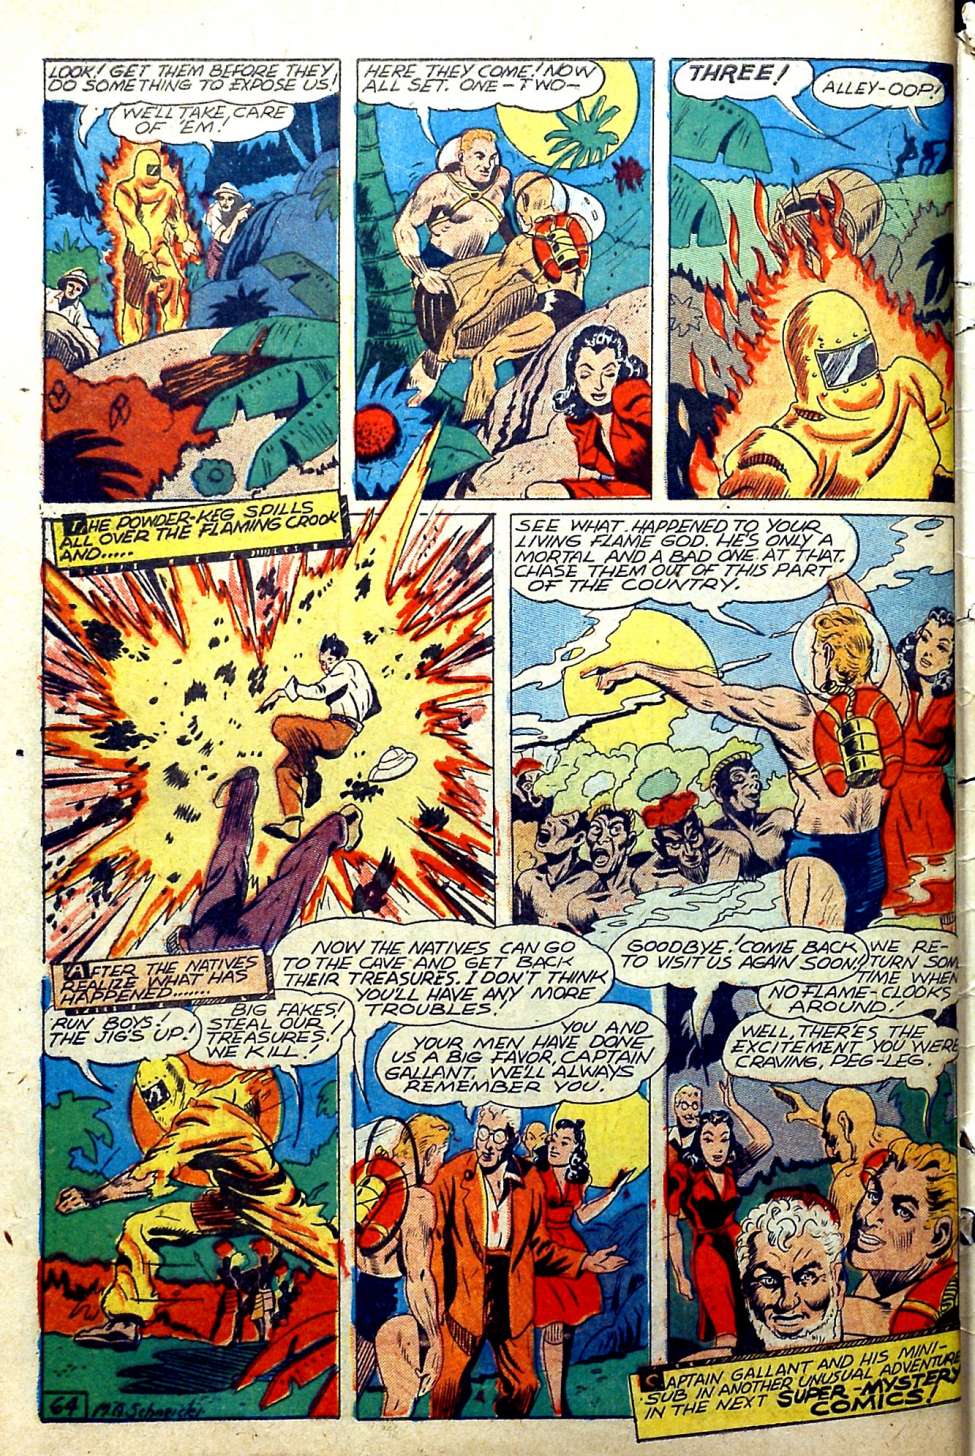 LOOK! GET THEM BEFORE THEY
DO SOMETHING TO EXPOSE US!
WE'LL TAKE CARE
OF 'EM!
HERE THEY COME! NOW
ALL SET. ONE-TWO-
THREE!
ALLEY-OOP!
THE POWDER-KEG SPILLS
ALL OVER THE FLAMING CROOK
AND.....
SEE WHAT HAPPENED TO YOUR
LIVING FLAME GOD. HE'S ONLY A
MORTAL AND A BAD ONE, AT THAT.
CHASE THEM OUT OF THIS PART
OF THE COUNTRY.
AFTER THE NATIVES
REALIZE WHAT HAS
HAPPENED......
RUN BOYS!
THE JIG'S UP!
BIG FAKES!
STEAL OUR
TREASURES!
WE KILL!
NOW THE NATIVES CAN GO
TO THE CAVE AND GET BACK
THEIR TREASURES. I DON'T THINK
YOU'LL HAVE ANY MORE
TROUBLES!
YOU AND
YOUR MEN HAVE DONE
US A BIG FAVOR, CAPTAIN
GALLANT. WE'LL ALWAYS
REMEMBER YOU.
GOODBYE! COME BACK
TO VISIT US AGAIN SOON!
WE RE-
TURN SOME
TIME WHEN
NO FLAME-CLOOKS
AROUND!
WELL, THERE'S THE
EXCITEMENT YOU WERE
CRAVING, PEG-LEG.
CAPTAIN GALLANT AND HIS MINI-
SUB IN ANOTHER UNUSUAL ADVENTURE
IN THE NEXT SUPER-MYSTERY
COMICS!
64